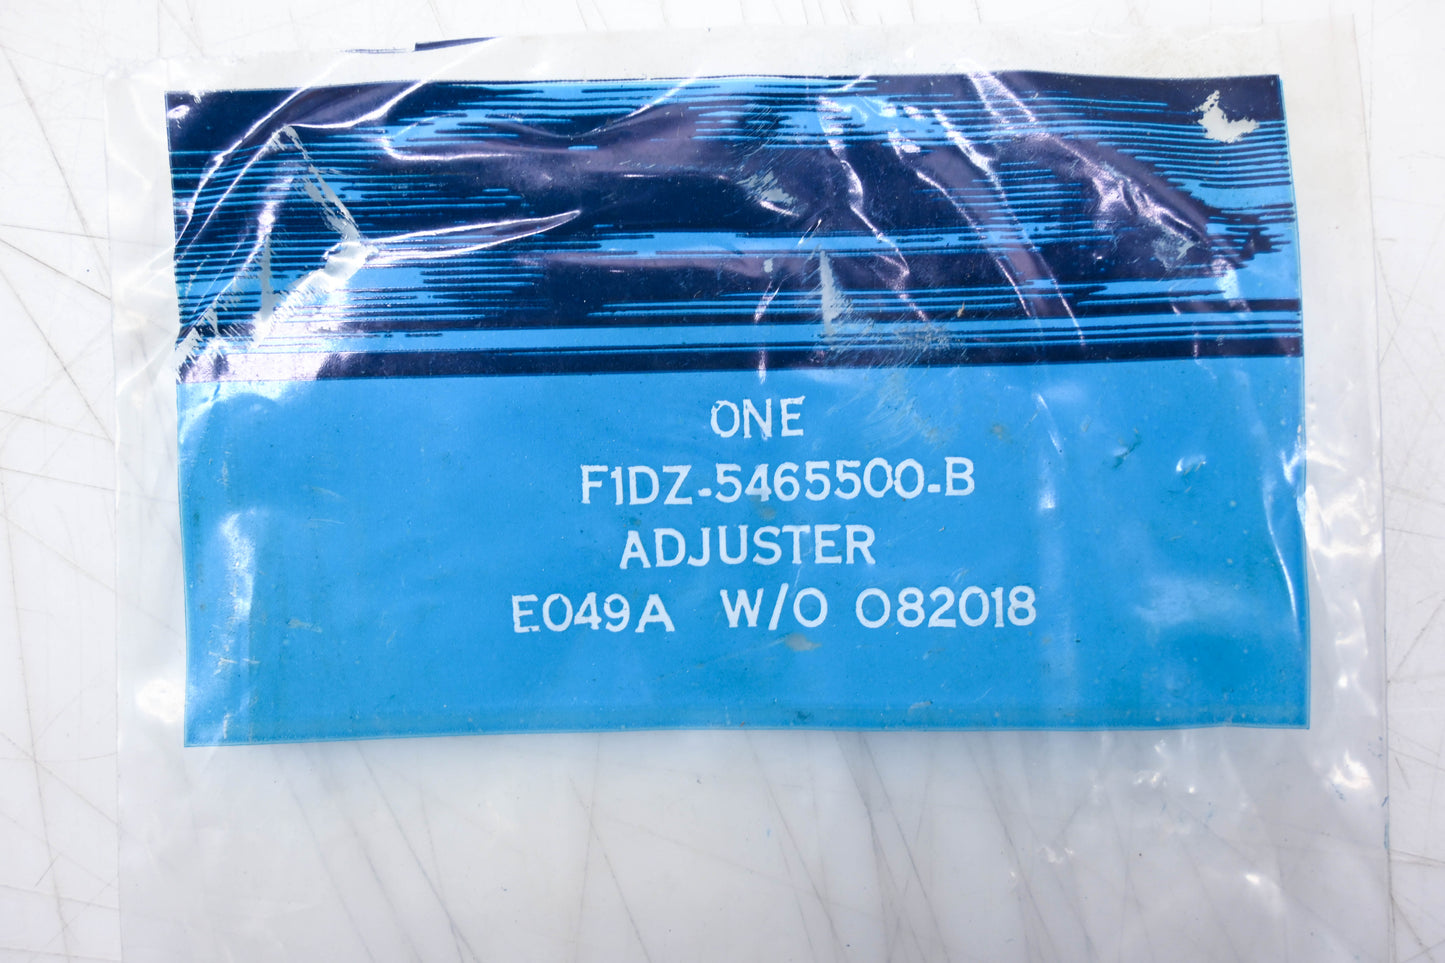 ONE
F1DZ-5465500-B
ADJUSTER
E049A W/O 082018